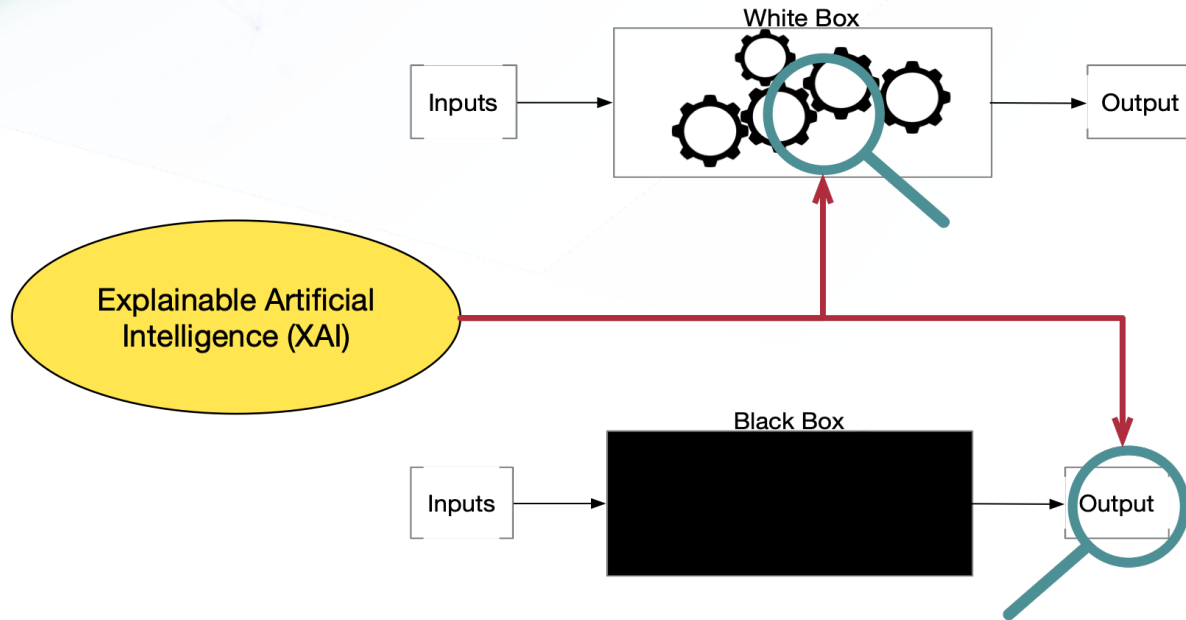 White Box
Inputs
Output
Explainable Artificial
Intelligence (XAI)
Black Box
Inputs
Output